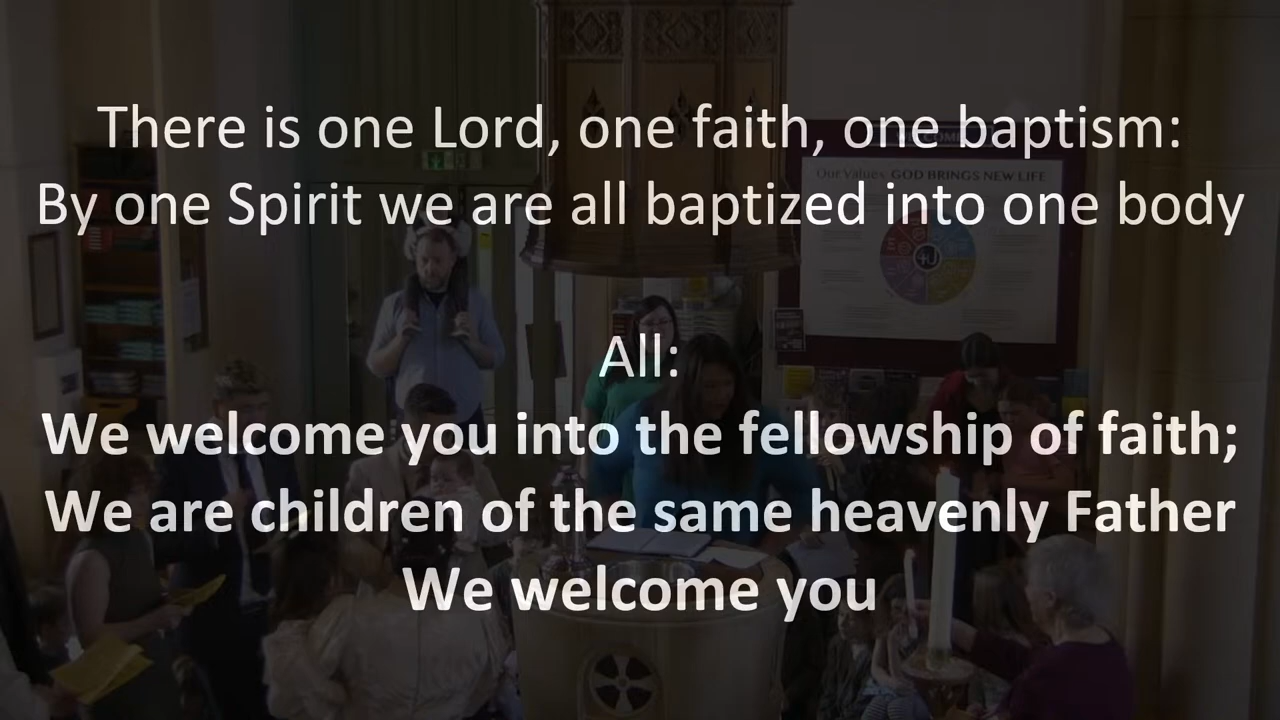 There is one Lord, one faith, one baptism:
By one Spirit we are all baptized into one body
Our Values: GOD BRINGS NEW LIFE
All:
We welcome you into the fellowship of faith;
We are children of the same heavenly Father
We welcome you